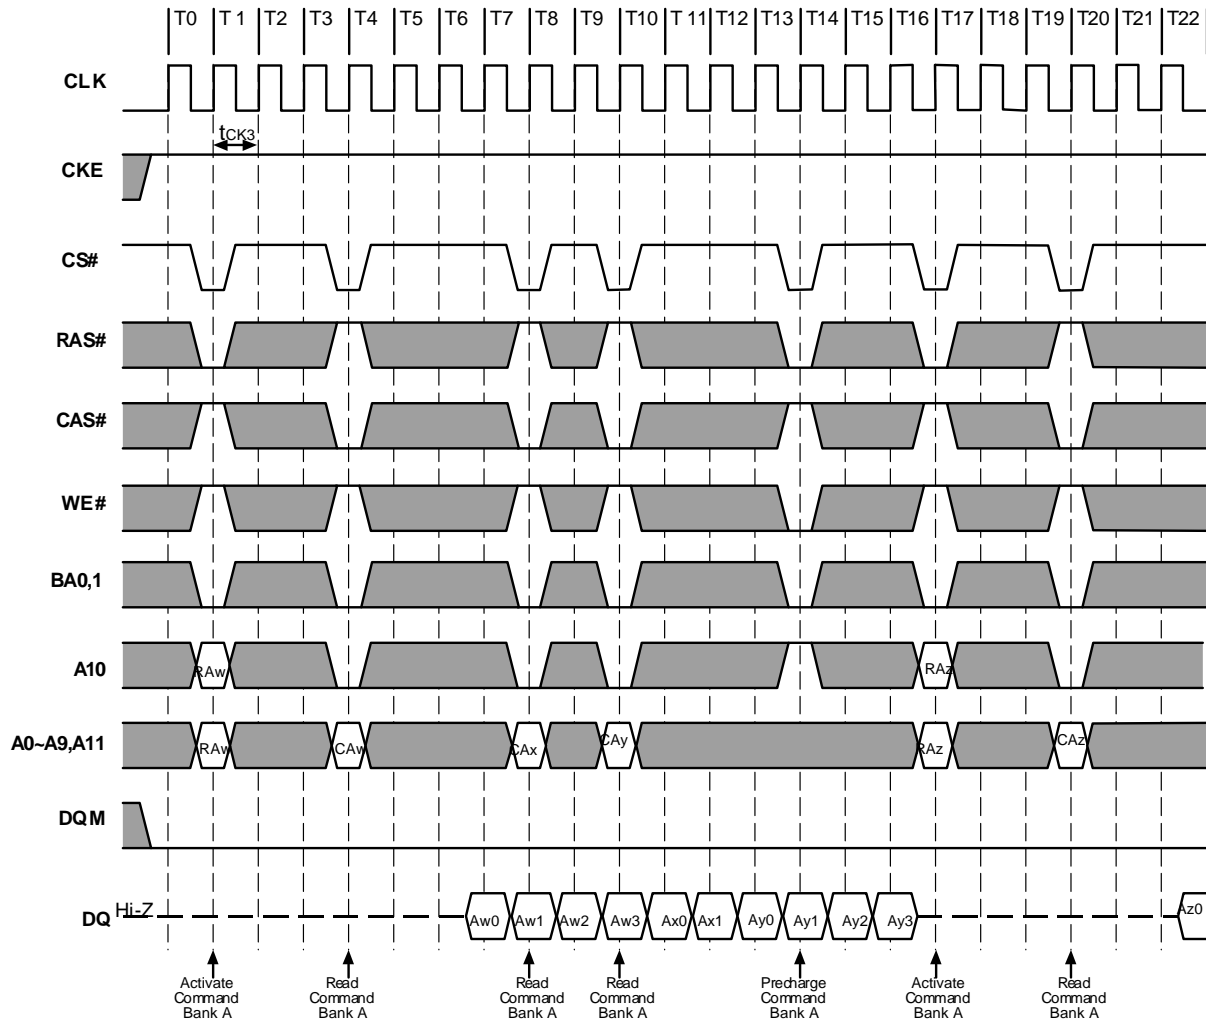 T0 T 1 T2 T3 T4 T5 T6 T7 T8 T9 T10 T 11 T12 T13 T14 T15 T16 T17 T18 T19 T20 T21 T22
CLK
tCK3
CKE
CS#
RAS#
CAS#
WE#
BA0,1
A10 RAw RAz
A0~A9,A11 RAw CAw CAx CAy RAz CAz
DQM
DQ Hi-Z Aw0 Aw1 Aw2 Aw3 Ax0 Ax1 Ay0 Ay1 Ay2 Ay3 Az0
Activate Read Read Read Precharge Activate Read
Command Command Command Command Command Command Command
Bank A Bank A Bank A Bank A Bank A Bank A Bank A